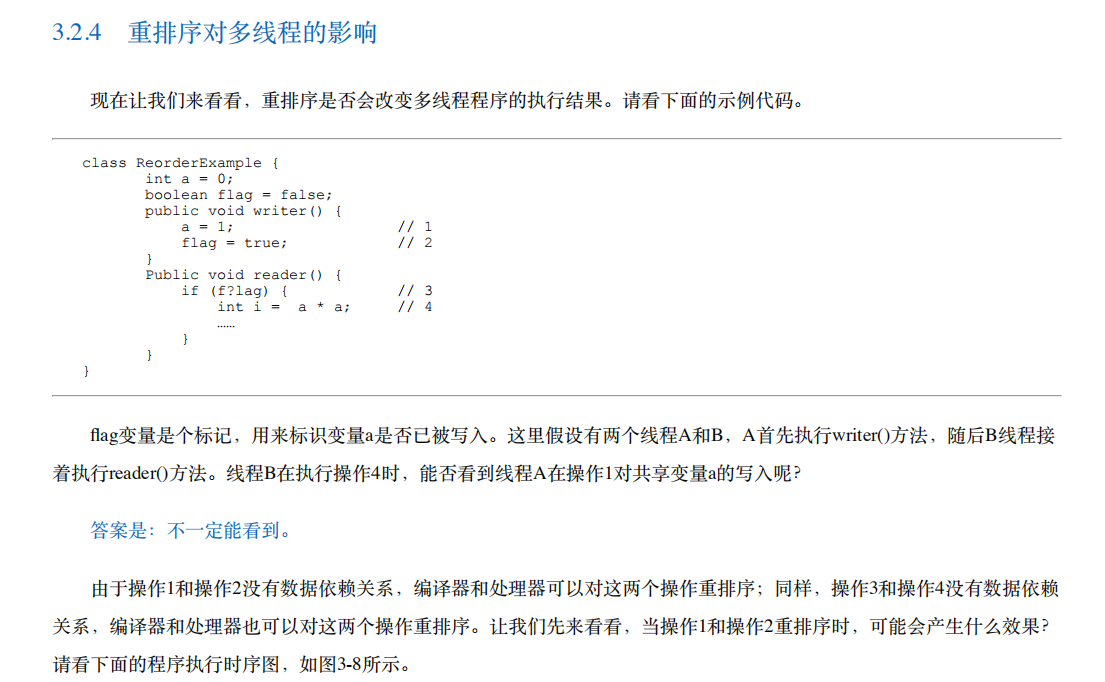 3.2.4 重排序对多线程的影响
现在让我们来看看，重排序是否会改变多线程程序的执行结果。请看下面的示例代码。
class ReorderExample {
int a = 0;
boolean flag = false;
public void writer() {
a = 1; // 1
flag = true; // 2
}
Public void reader() {
if (f?lag) { // 3
int i = a * a; // 4
……
}
}
}
flag变量是个标记，用来标识变量a是否已被写入。这里假设有两个线程A和B，A首先执行writer()方法，随后B线程接
着执行reader()方法。线程B在执行操作4时，能否看到线程A在操作1对共享变量a的写入呢？
答案是：不一定能看到。
由于操作1和操作2没有数据依赖关系，编译器和处理器可以对这两个操作重排序；同样，操作3和操作4没有数据依赖
关系，编译器和处理器也可以对这两个操作重排序。让我们先来看看，当操作1和操作2重排序时，可能会产生什么效果？
请看下面的程序执行时序图，如图3-8所示。